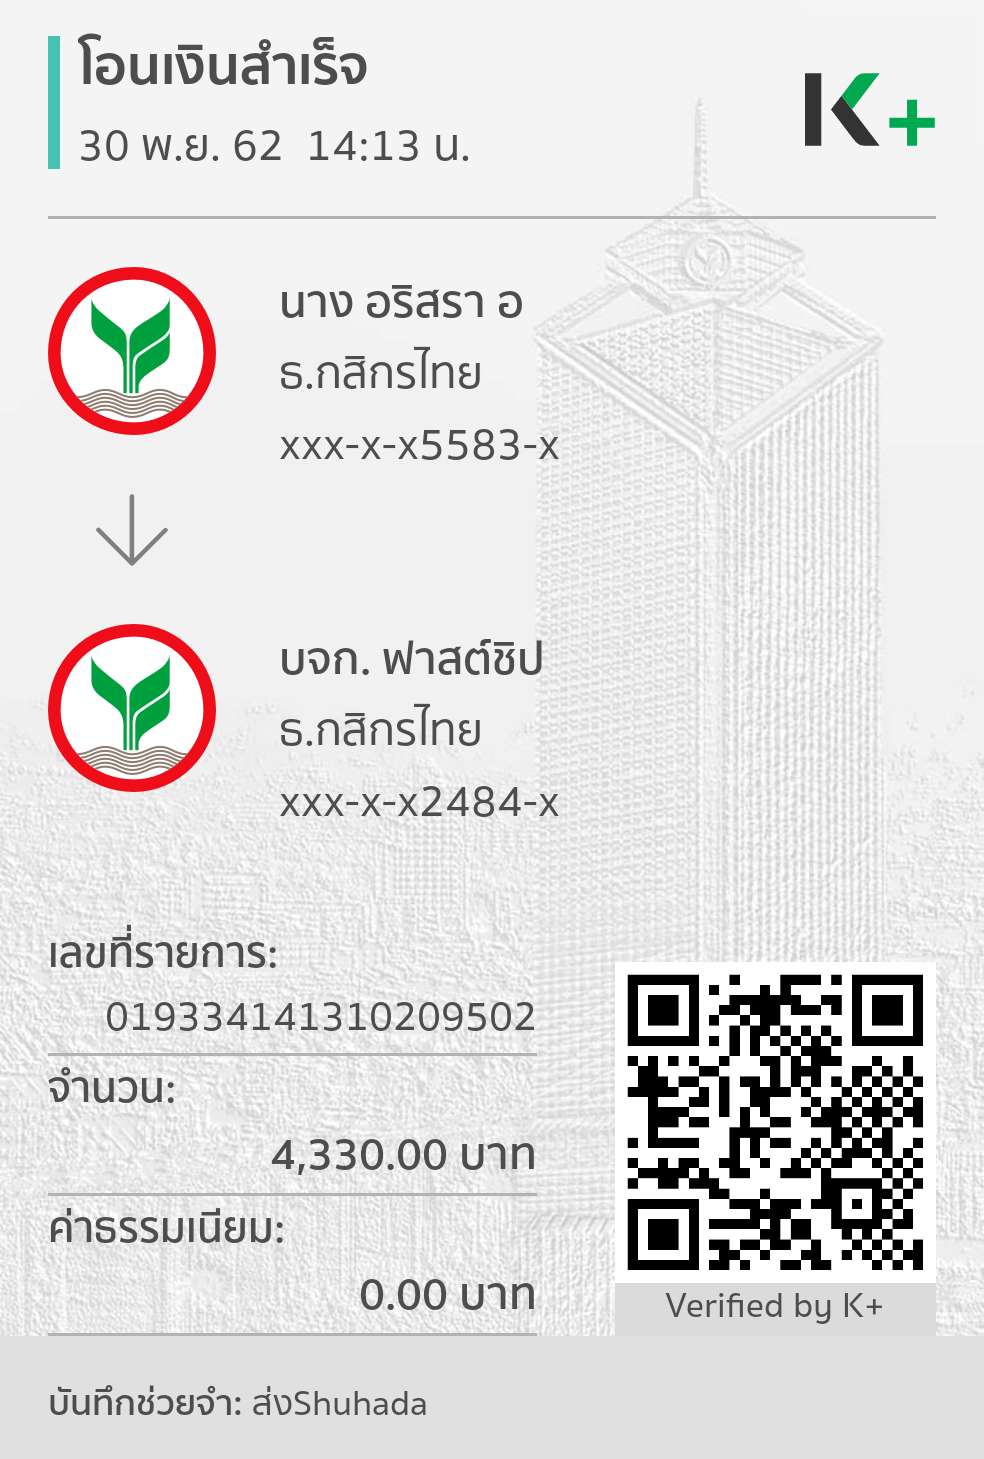 โอนเงินสำเร็จ
30 พ.ย. 62 14:13 น.
K+
นาง อริสรา อ
ธ.กสิกรไทย
xxx-x-x5583-x
บจก. ฟาสต์ชิป
ธ.กสิกรไทย
xxx-x-x2484-x
เลขที่รายการ:
019334141310209502
จำนวน:
4,330.00 บาท
ค่าธรรมเนียม:
0.00 บาท
Verified by K+
บันทึกช่วยจำ: ส่งShuhada